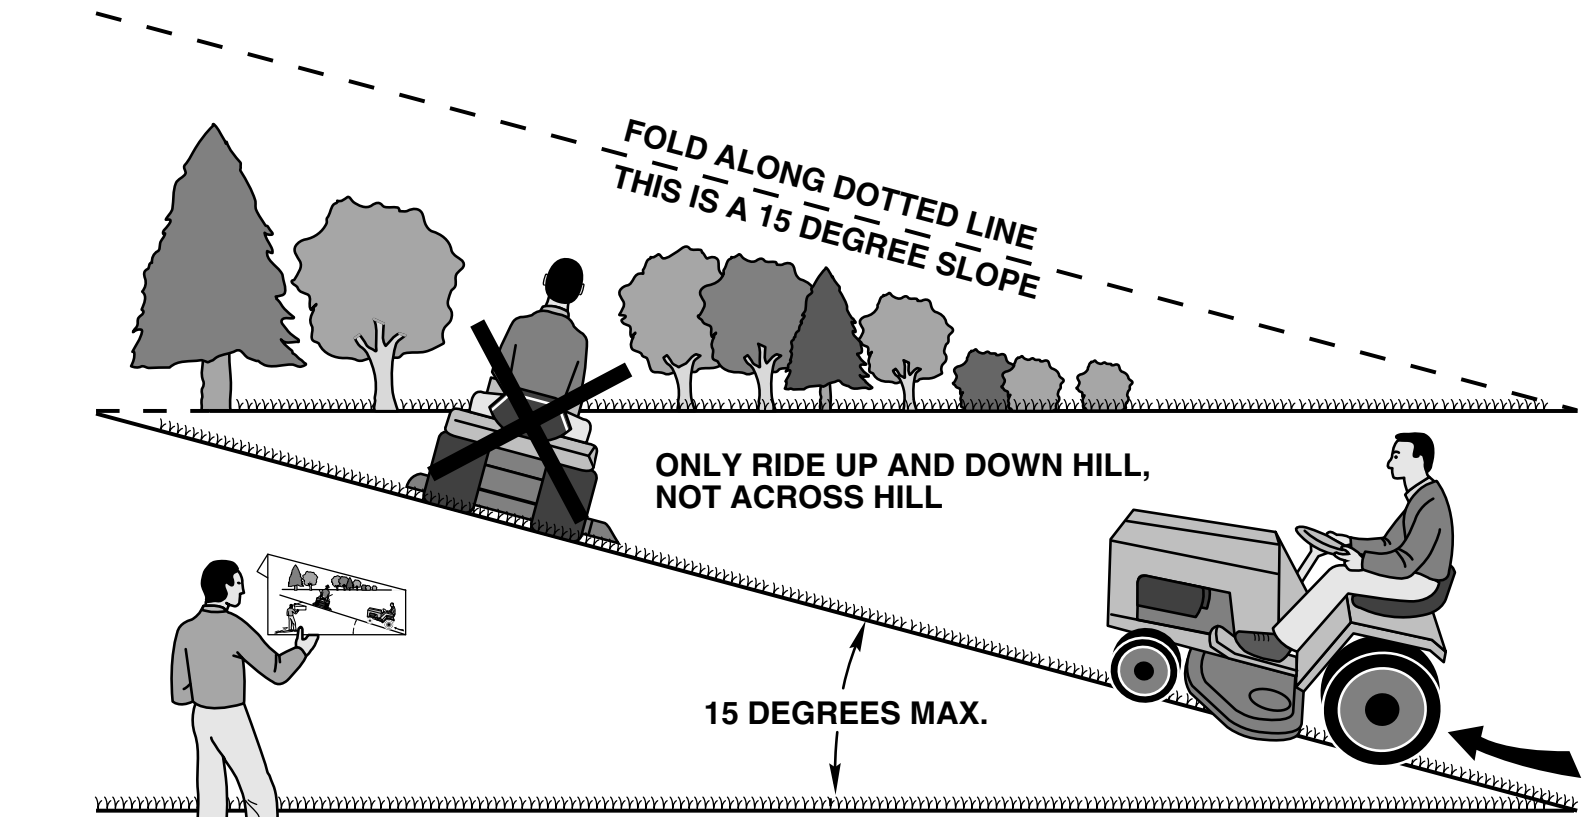 FOLD ALONG DOTTED LINE
THIS IS A 15 DEGREE SLOPE
ONLY RIDE UP AND DOWN HILL,
NOT ACROSS HILL
15 DEGREES MAX.